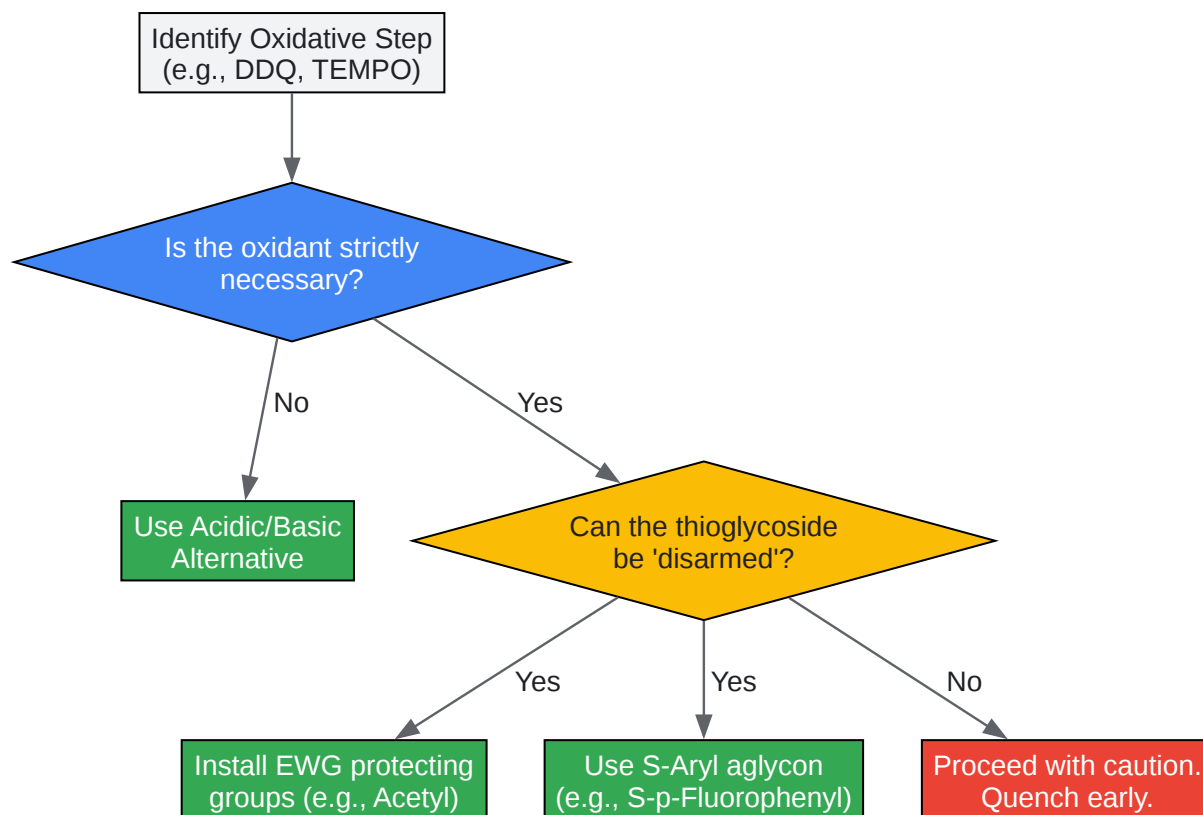 Identify Oxidative Step
(e.g., DDQ, TEMPO)
Is the oxidant strictly
necessary?
No
Yes
Use Acidic/Basic
Alternative
Can the thioglycoside
be 'disarmed'?
Yes
Yes
No
Install EWG protecting
groups (e.g., Acetyl)
Use S-Aryl aglycon
(e.g., S-p-Fluorophenyl)
Proceed with caution.
Quench early.